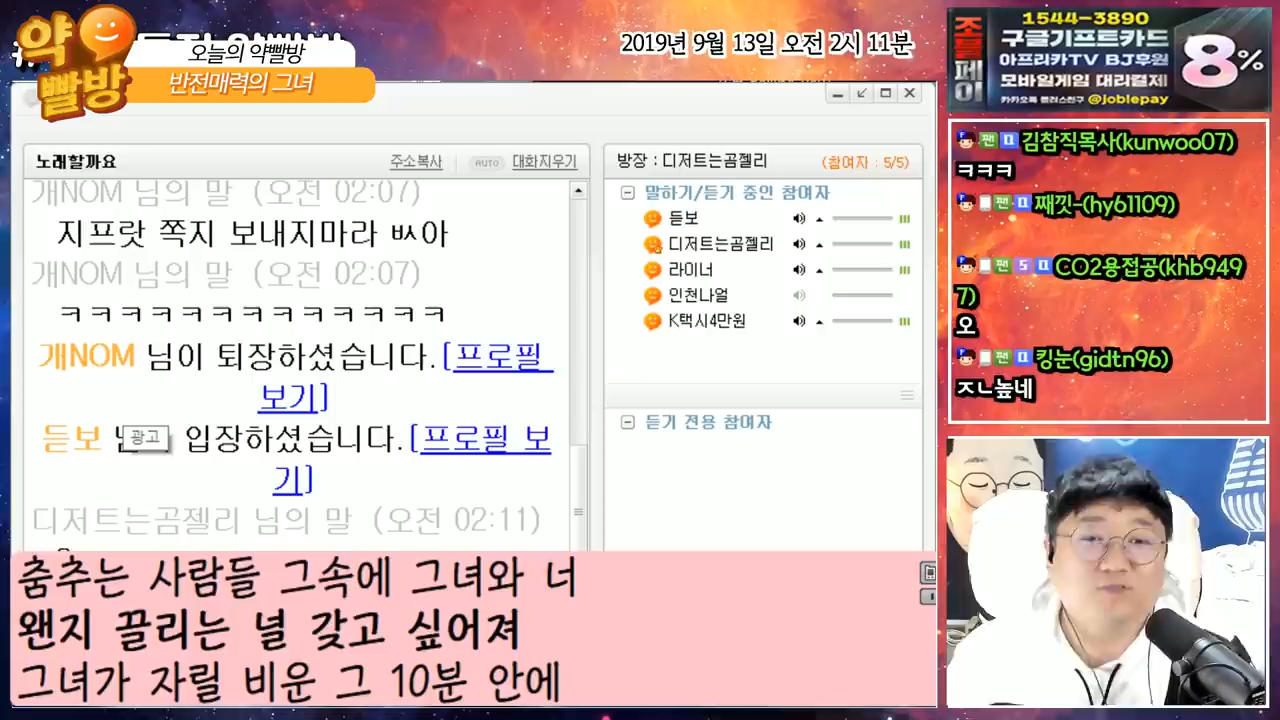 약빨방
오늘의 약빨방
반전매력의 그녀
2019년 9월 13일 오전 2시 11분
조블페이
1544-3890
구글기프트카드
아프리카TV BJ후원
모바일게임 대리결제
카카오톡 플러스친구 @joblepay
8%
노래할까요
주소복사
AUTO
대화지우기
개NOM 님의 말 (오전 02:07)
지프랏 쪽지 보내지마라 ㅄ아
개NOM 님의 말 (오전 02:07)
ㅋㅋㅋㅋㅋㅋㅋㅋㅋㅋㅋㅋㅋ
개NOM 님이 퇴장하셨습니다.[프로필
보기]
듣보 광고 입장하셨습니다.[프로필 보
기]
디저트는곰젤리 님의 말 (오전 02:11)
방장 : 디저트는곰젤리 (참여자 : 5/5)
말하기/듣기 중인 참여자
듣보
디저트는곰젤리
라이너
인천나얼
K택시4만원
듣기 전용 참여자
춤추는 사람들 그속에 그녀와 너
왠지 끌리는 널 갖고 싶어져
그녀가 자릴 비운 그 10분 안에
팬 김참직목사(kunwoo07)
ㅋㅋㅋ
팬 째낏-(hy61109)
팬 S CO2용접공(khb949
7)
오
팬 킹눈(gidtn96)
ㅈㄴ높네